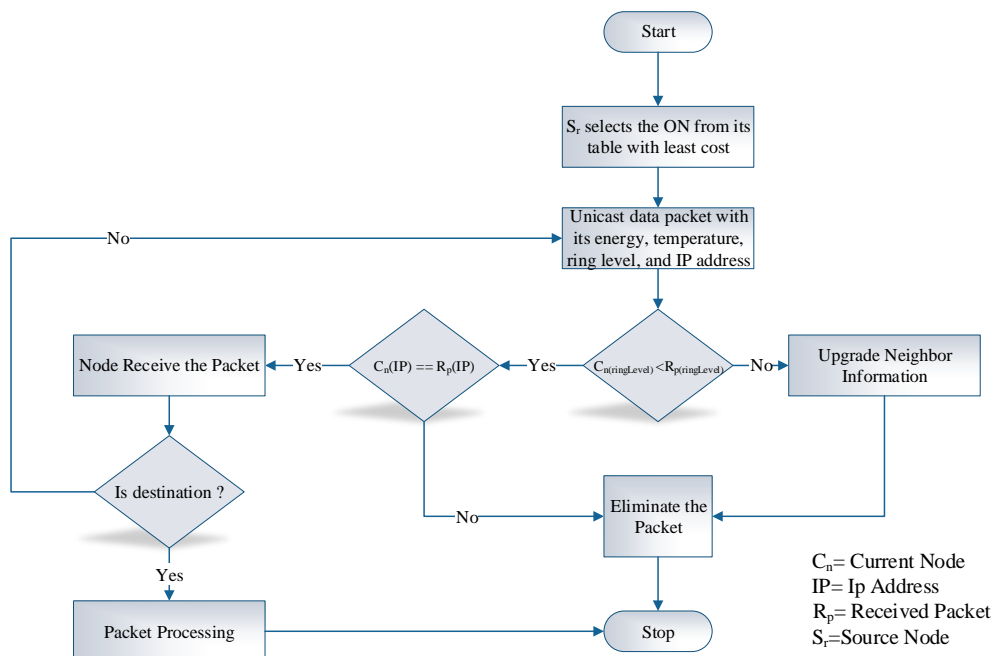 Start
Sr selects the ON from its
table with least cost
Unicast data packet with
its energy, temperature,
ring level, and IP address
No
Node Receive the Packet
Yes
Cn(IP) == Rp(IP)
Yes
Cn(ringLevel) <Rp(ringLevel)
No
Upgrade Neighbor
Information
Is destination ?
No
Eliminate the
Packet
Yes
Packet Processing
Stop
Cn= Current Node
IP= Ip Address
Rp= Received Packet
Sr=Source Node